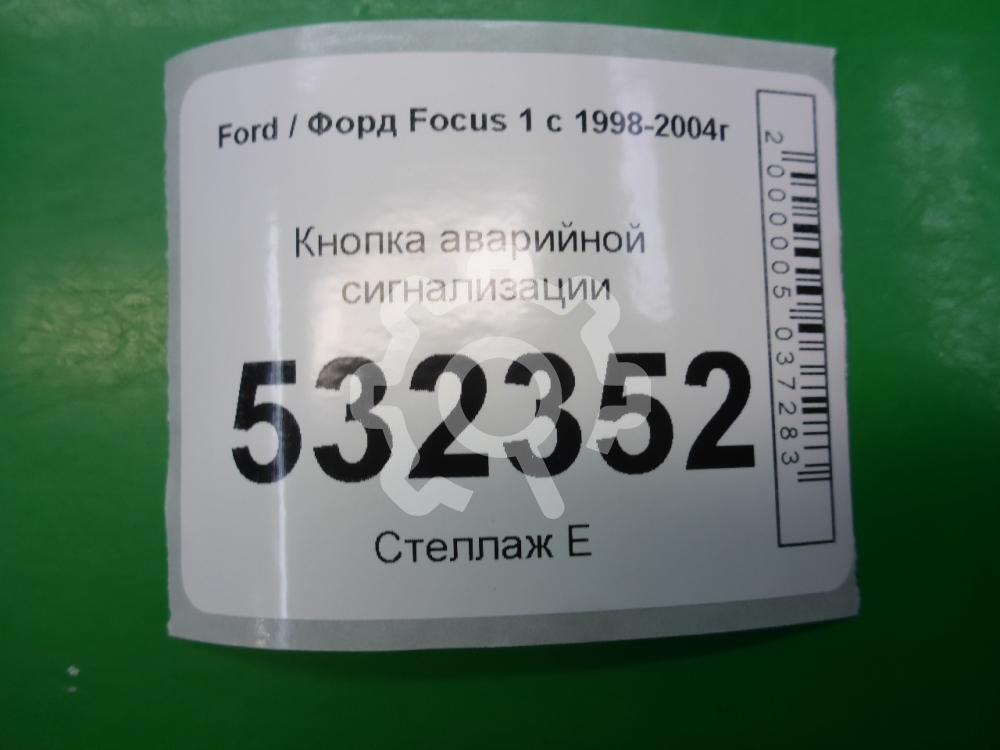 Ford / Форд Focus 1 с 1998-2004г
Кнопка аварийной
сигнализации
532352
Стеллаж Е
2000005037283